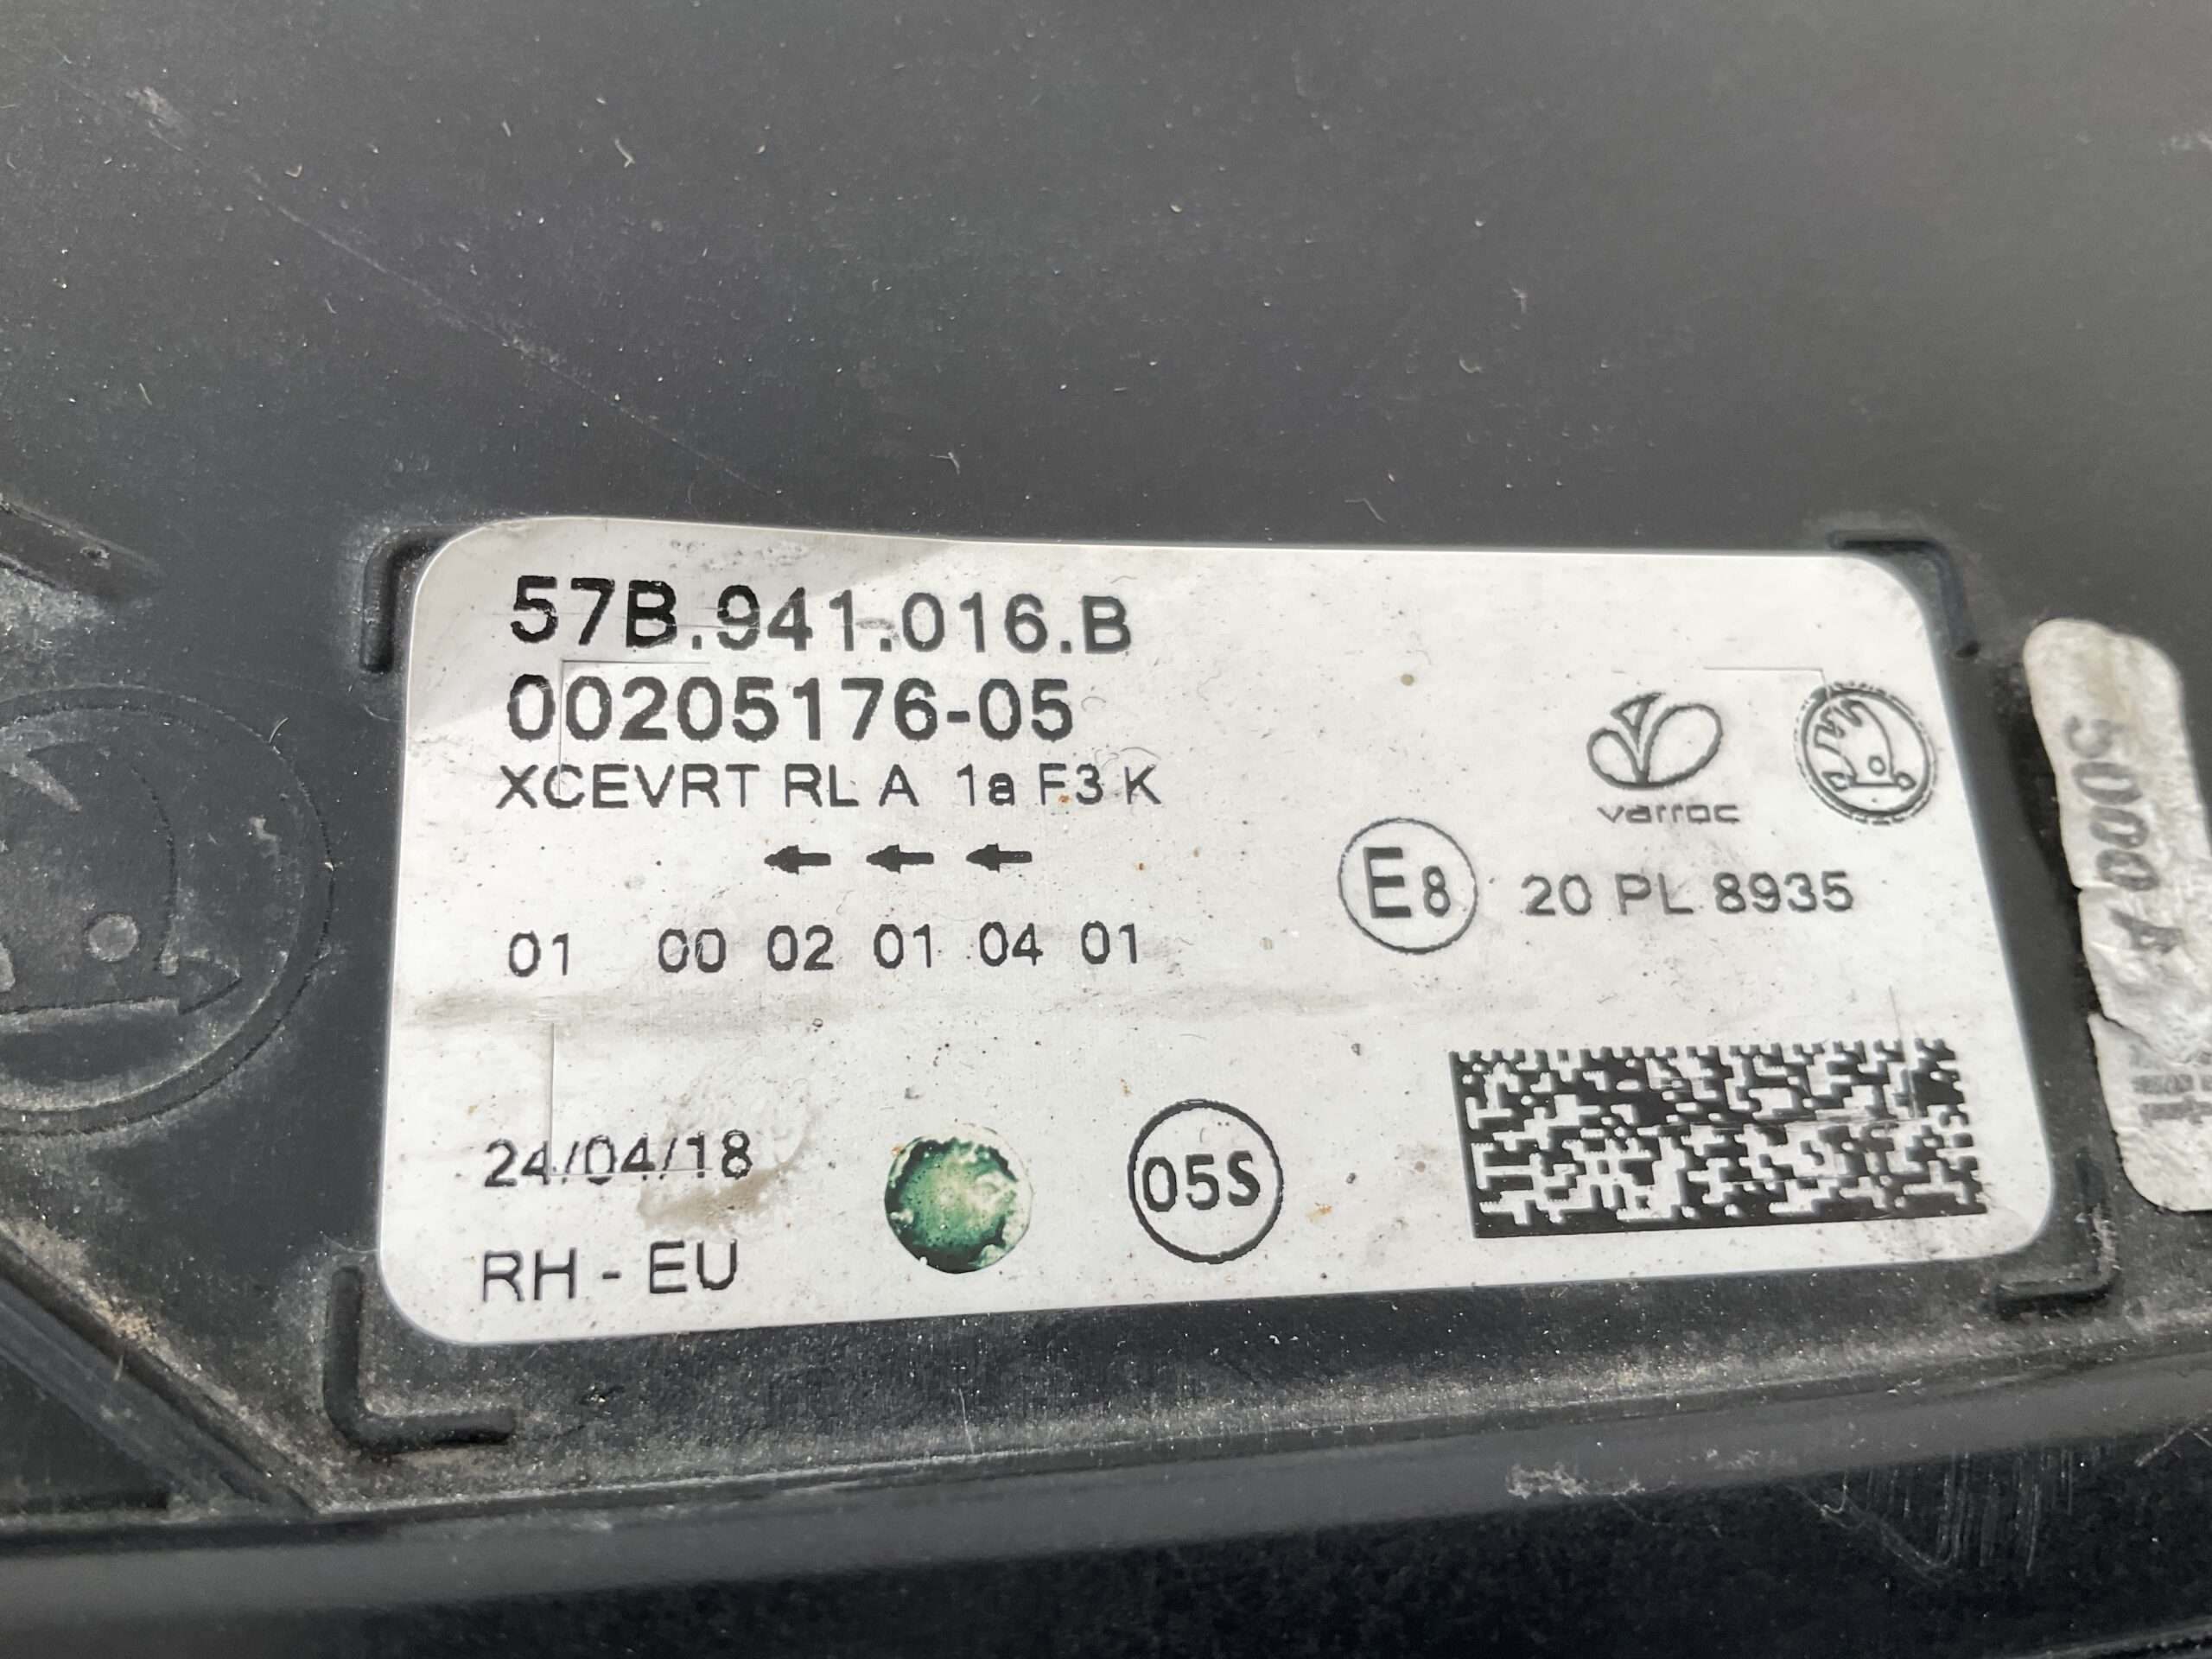 57B.941.016.B
00205176-05
XCEVRT RL A 1a F3 K
← ← ←
01 00 02 01 04 01
varroc
E8 20 PL 8935
24/04/18
05S
RH - EU